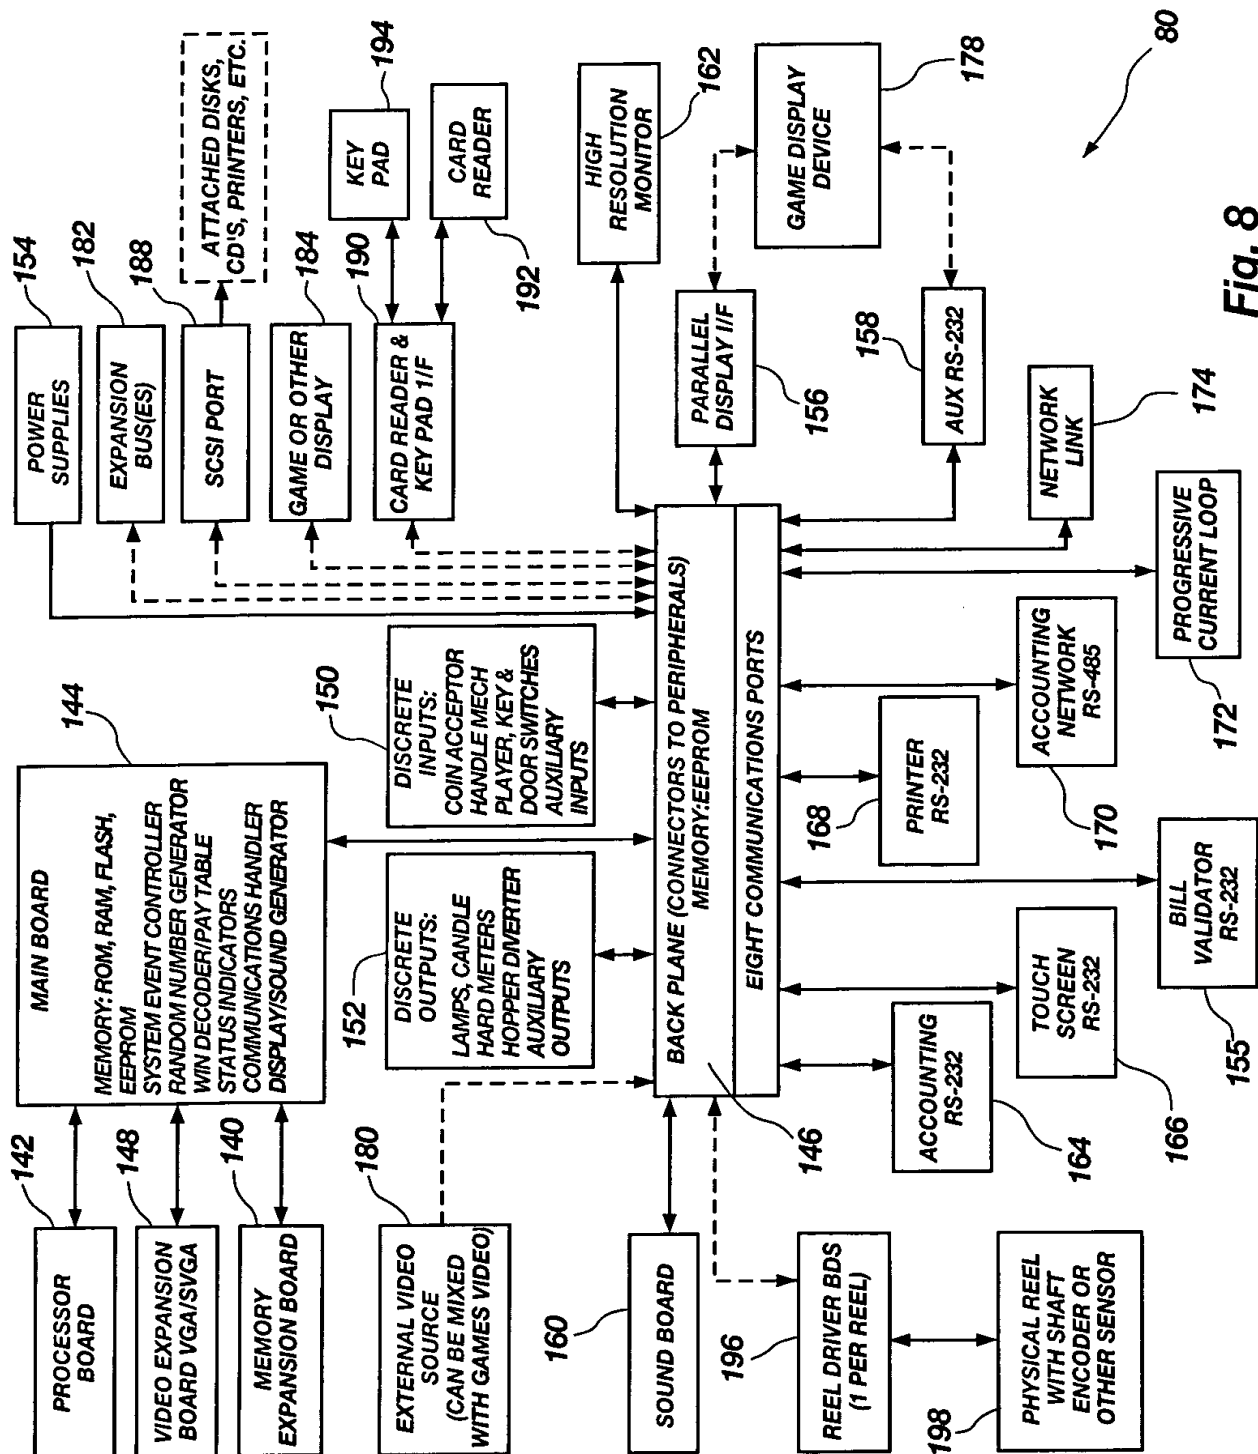 PROCESSOR
BOARD
142
VIDEO EXPANSION
BOARD VGA/SVGA
148
MEMORY
EXPANSION BOARD
140
MAIN BOARD
MEMORY: ROM, RAM, FLASH,
EEPROM
SYSTEM EVENT CONTROLLER
RANDOM NUMBER GENERATOR
WIN DECODER/PAY TABLE
STATUS INDICATORS
COMMUNICATIONS HANDLER
DISPLAY/SOUND GENERATOR
144
POWER
SUPPLIES
154
EXPANSION
BUS(ES)
182
SCSI PORT
188
ATTACHED DISKS,
CD'S, PRINTERS, ETC.
GAME OR OTHER
DISPLAY
184
CARD READER &
KEY PAD 1/F
190
KEY
PAD
194
CARD
READER
192
EXTERNAL VIDEO
SOURCE
(CAN BE MIXED
WITH GAMES VIDEO)
180
DISCRETE
OUTPUTS:
LAMPS, CANDLE
HARD METERS
HOPPER DIVERTER
AUXILIARY
OUTPUTS
152
DISCRETE
INPUTS:
COIN ACCEPTOR
HANDLE MECH
PLAYER, KEY &
DOOR SWITCHES
AUXILIARY
INPUTS
150
HIGH
RESOLUTION
MONITOR
162
SOUND BOARD
160
BACK PLANE (CONNECTORS TO PERIPHERALS)
MEMORY:EEPROM
EIGHT COMMUNICATIONS PORTS
146
PARALLEL
DISPLAY I/F
156
GAME DISPLAY
DEVICE
178
REEL DRIVER BDS
(1 PER REEL)
196
AUX RS-232
158
PHYSICAL REEL
WITH SHAFT
ENCODER OR
OTHER SENSOR
198
ACCOUNTING
RS-232
164
TOUCH
SCREEN
RS-232
166
BILL
VALIDATOR
RS-232
155
PRINTER
RS-232
168
ACCOUNTING
NETWORK
RS-485
170
PROGRESSIVE
CURRENT LOOP
172
NETWORK
LINK
174
80
Fig. 8